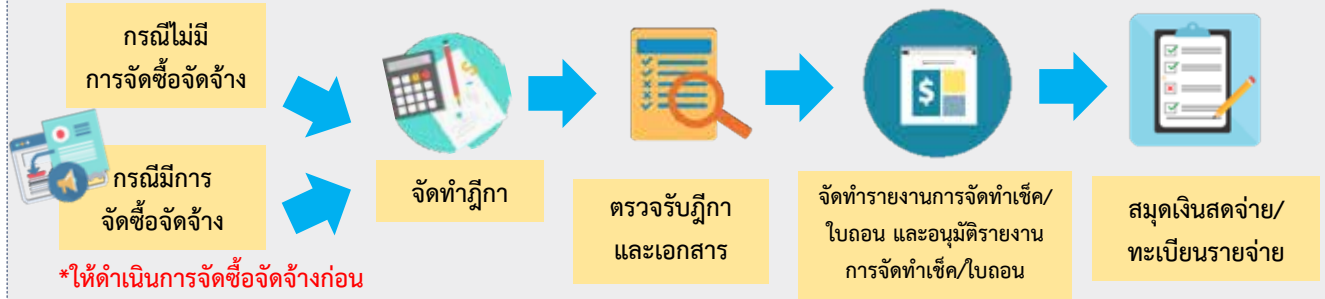 กรณีไม่มี
การจัดซื้อจัดจ้าง
กรณีมีการ
จัดซื้อจัดจ้าง
*ให้ดำเนินการจัดซื้อจัดจ้างก่อน
จัดทำฎีกา
ตรวจรับฎีกา
และเอกสาร
จัดทำรายงานการจัดทำเช็ค/
ใบถอน และอนุมัติรายงาน
การจัดทำเช็ค/ใบถอน
สมุดเงินสดจ่าย/
ทะเบียนรายจ่าย